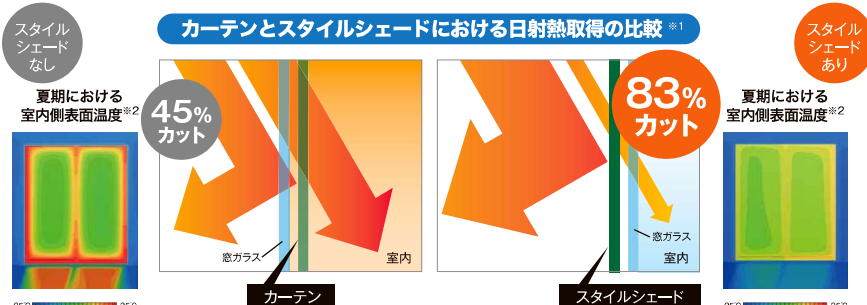 カーテンとスタイルシェードにおける日射熱取得の比較 ※1
スタイル
シェード
なし
夏期における
室内側表面温度※2
45%
カット
窓ガラス
室内
カーテン
83%
カット
窓ガラス
室内
スタイルシェード
スタイル
シェード
あり
夏期における
室内側表面温度※2